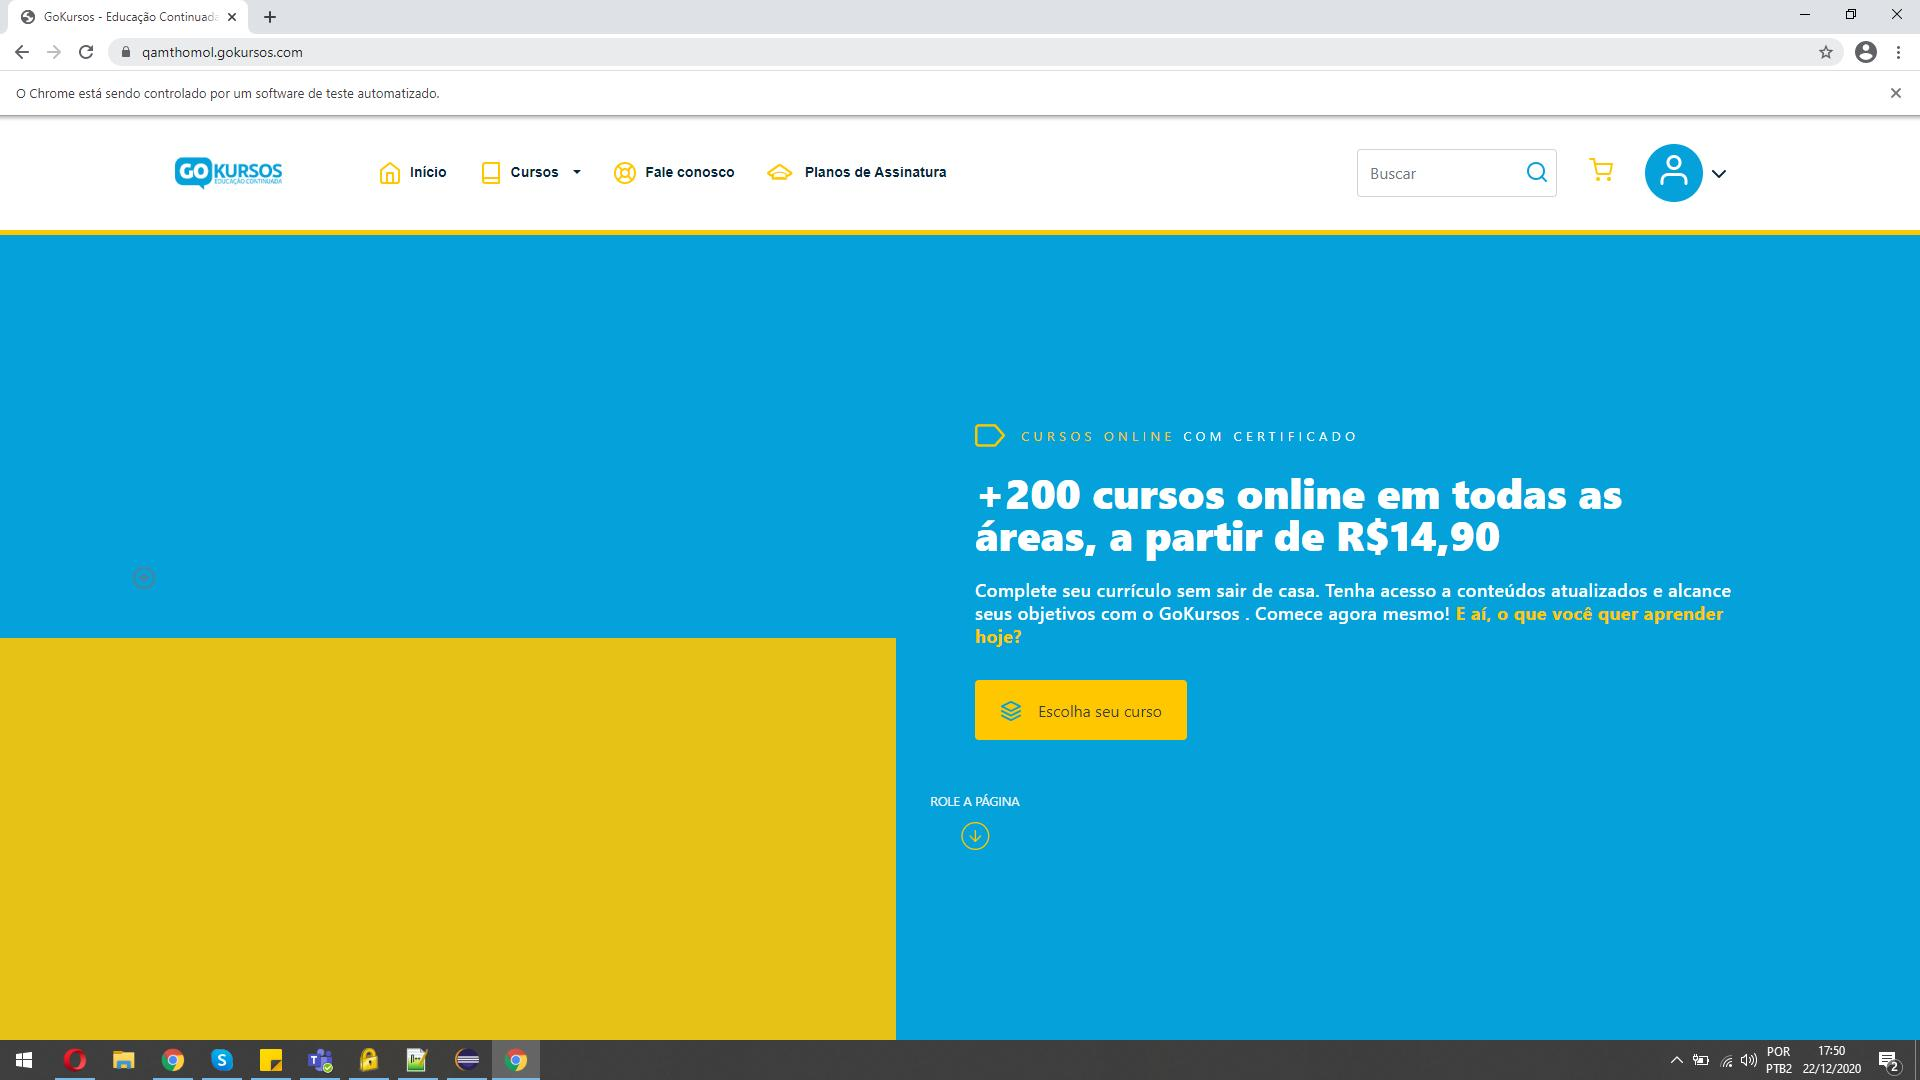 GoKursos - Educação Continuada
qamthomol.gokursos.com
O Chrome está sendo controlado por um software de teste automatizado.
GO KURSOS
EDUCAÇÃO CONTINUADA
Início
Cursos
Fale conosco
Planos de Assinatura
Buscar
CURSOS ONLINE COM CERTIFICADO
+200 cursos online em todas as
áreas, a partir de R$14,90
Complete seu currículo sem sair de casa. Tenha acesso a conteúdos atualizados e alcance
seus objetivos com o GoKursos . Comece agora mesmo! E aí, o que você quer aprender
hoje?
Escolha seu curso
ROLE A PÁGINA
POR
PTB2
17:50
22/12/2020
2